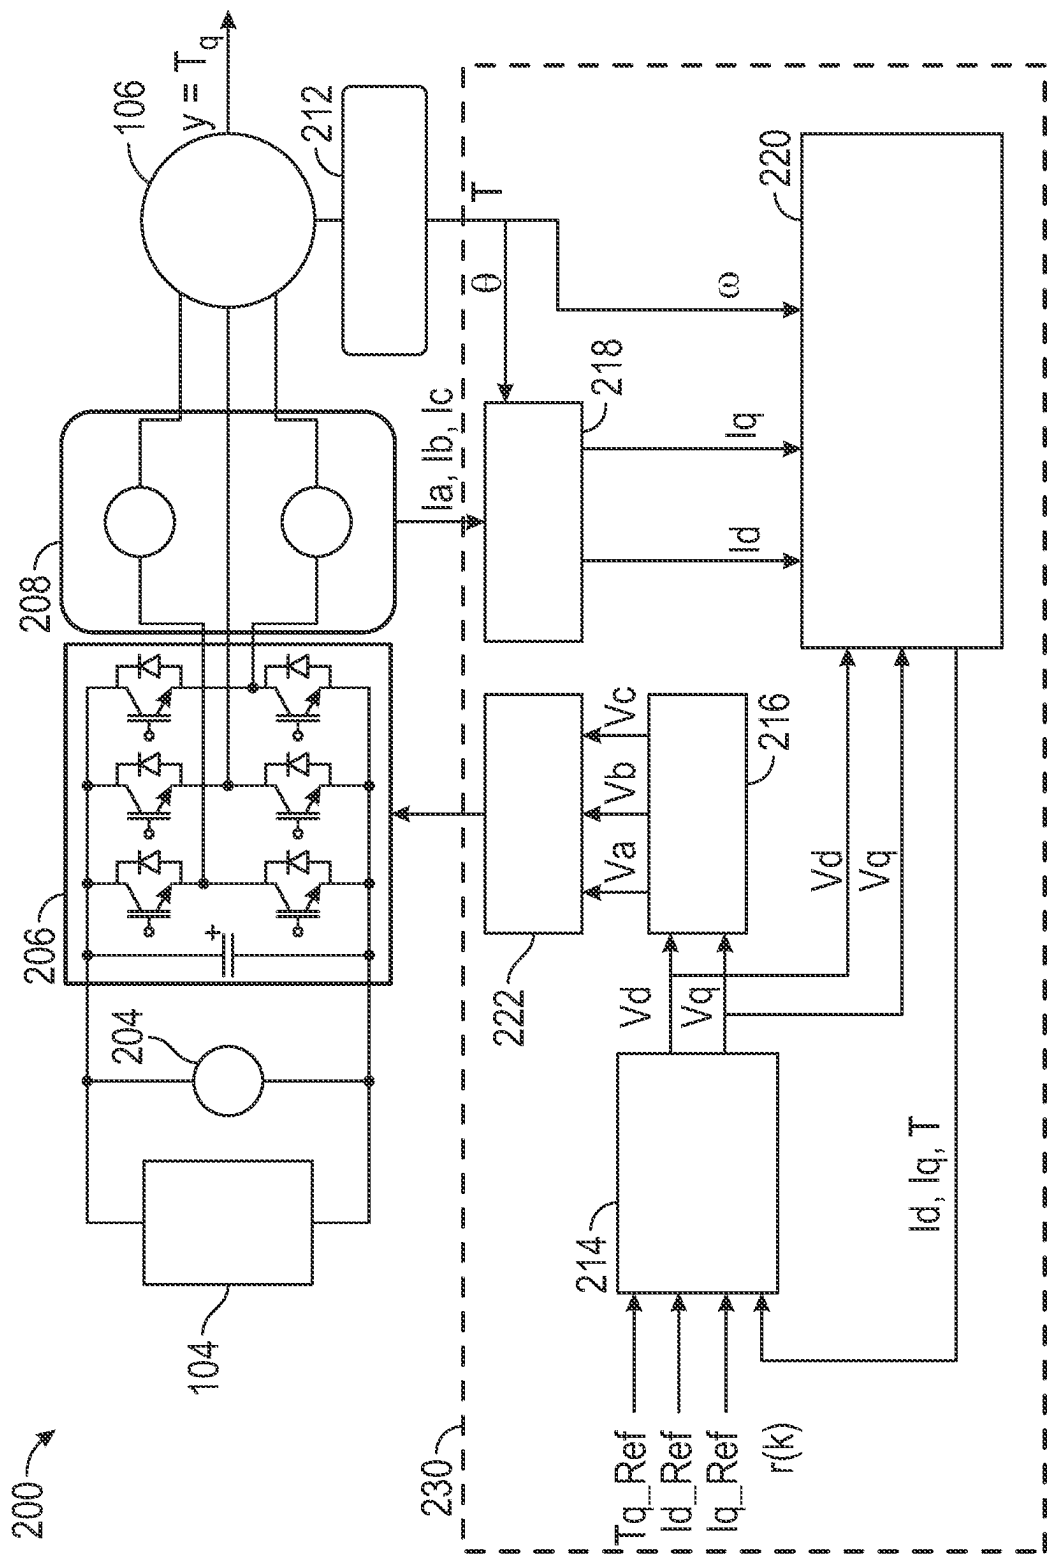 200
104
204
206
208
106
y = Tq
212
230
Tq_Ref
Id_Ref
Iq_Ref
r(k)
214
Vd
Vq
222
Va
Vb
Vc
216
Vd
Vq
Ia, Ib, Ic
218
θ
T
Id
Iq
ω
220
Id, Iq, T
+